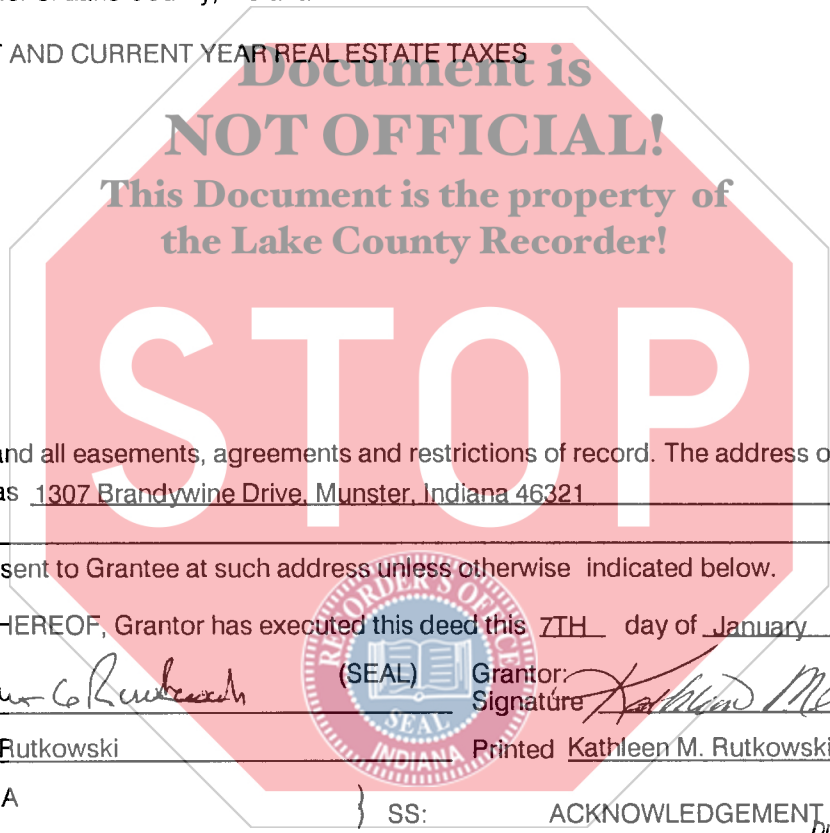 AND CURRENT YEAR REAL ESTATE TAXES
Document is
NOT OFFICIAL!
This Document is the property of
the Lake County Recorder!
STOP
and all easements, agreements and restrictions of record. The address o
as 1307 Brandywine Drive, Munster, Indiana 46321
sent to Grantee at such address unless otherwise indicated below.
HEREOF, Grantor has executed this deed this 7TH day of January
RECORDER'S OFFICE
(SEAL) Grantor:
Signature Kathleen M.
SEAL
INDIANA
Rutkowski Printed Kathleen M. Rutkowski
A
SS: ACKNOWLEDGEMENT